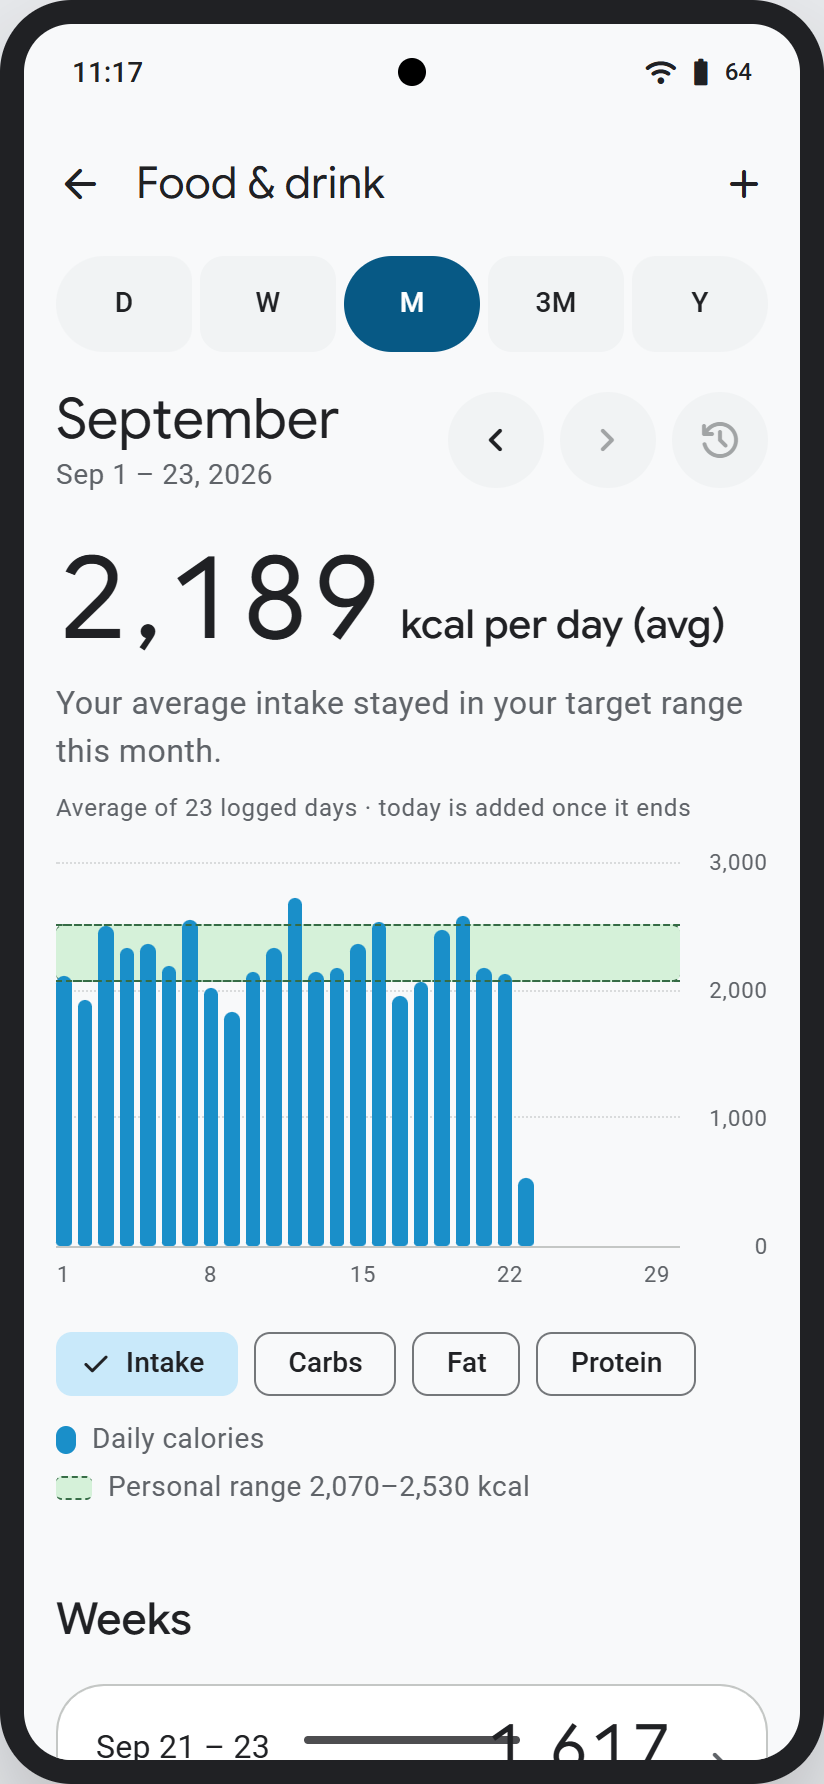 11:17
64
Food & drink
D
W
M
3M
Y
September
Sep 1 – 23, 2026
2,189 kcal per day (avg)
Your average intake stayed in your target range
this month.
Average of 23 logged days · today is added once it ends
3,000
2,000
1,000
0
1
8
15
22
29
Intake
Carbs
Fat
Protein
Daily calories
Personal range 2,070–2,530 kcal
Weeks
Sep 21 – 23
1,617